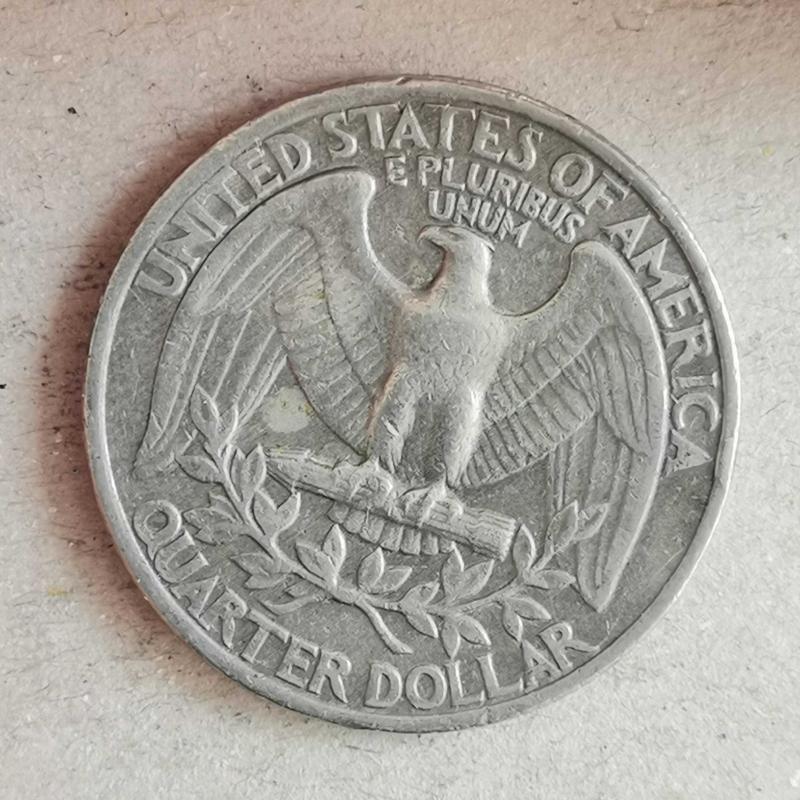 UNITED STATES OF AMERICA
E PLURIBUS
UNUM
QUARTER DOLLAR